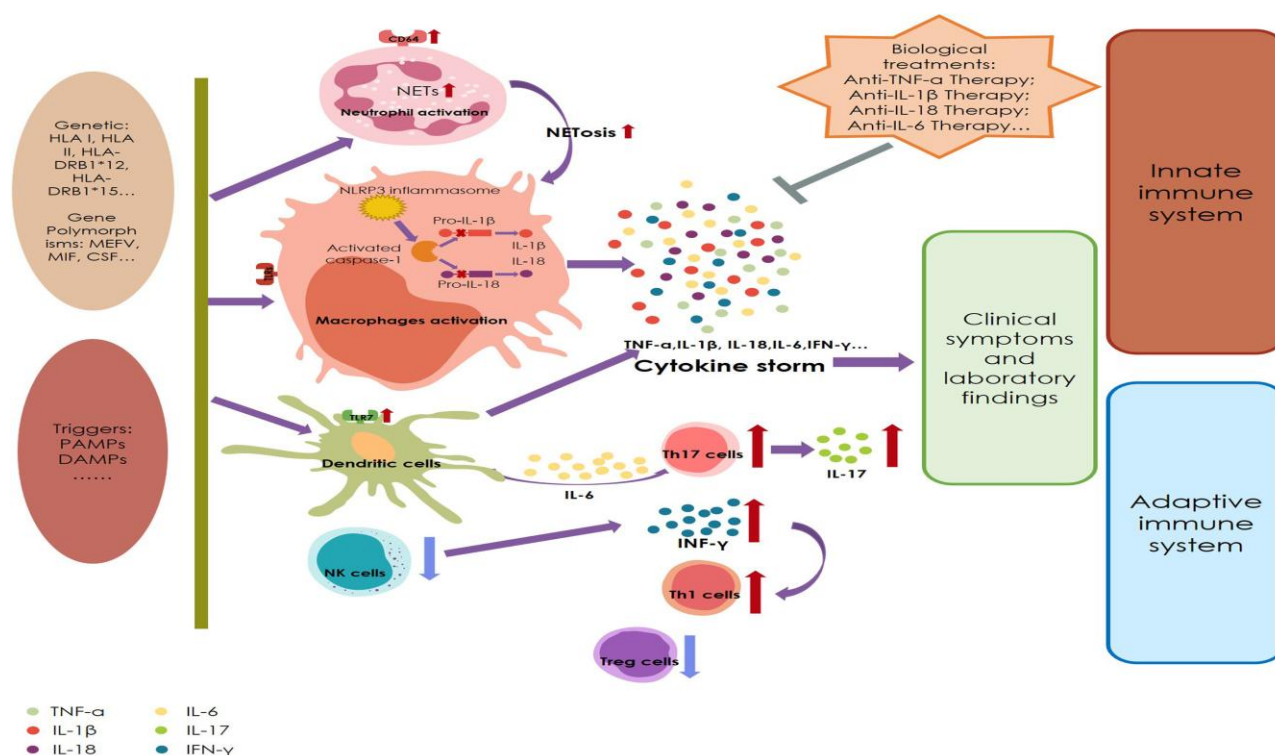 Genetic:
HLA I, HLA
II, HLA-
DRB1*12,
HLA-
DRB1*15...
Gene
Polymorph
isms: MEFV,
MIF, CSF...
Triggers:
PAMPs
DAMPs
......
CD64
NETs
Neutrophil activation
NETosis
NLRP3 inflammasome
Pro-IL-1β
Activated
caspase-1
IL-1β
IL-18
Pro-IL-18
Macrophages activation
TLR7
Dendritic cells
NK cells
Biological
treatments:
Anti-TNF-α Therapy;
Anti-IL-1β Therapy;
Anti-IL-18 Therapy;
Anti-IL-6 Therapy...
TNF-α,IL-1β, IL-18,IL-6,IFN-γ...
Cytokine storm
IL-6
Th17 cells
IL-17
INF-γ
Th1 cells
Treg cells
Clinical
symptoms
and
laboratory
findings
Innate
immune
system
Adaptive
immune
system
TNF-α
IL-6
IL-1β
IL-17
IL-18
IFN-γ